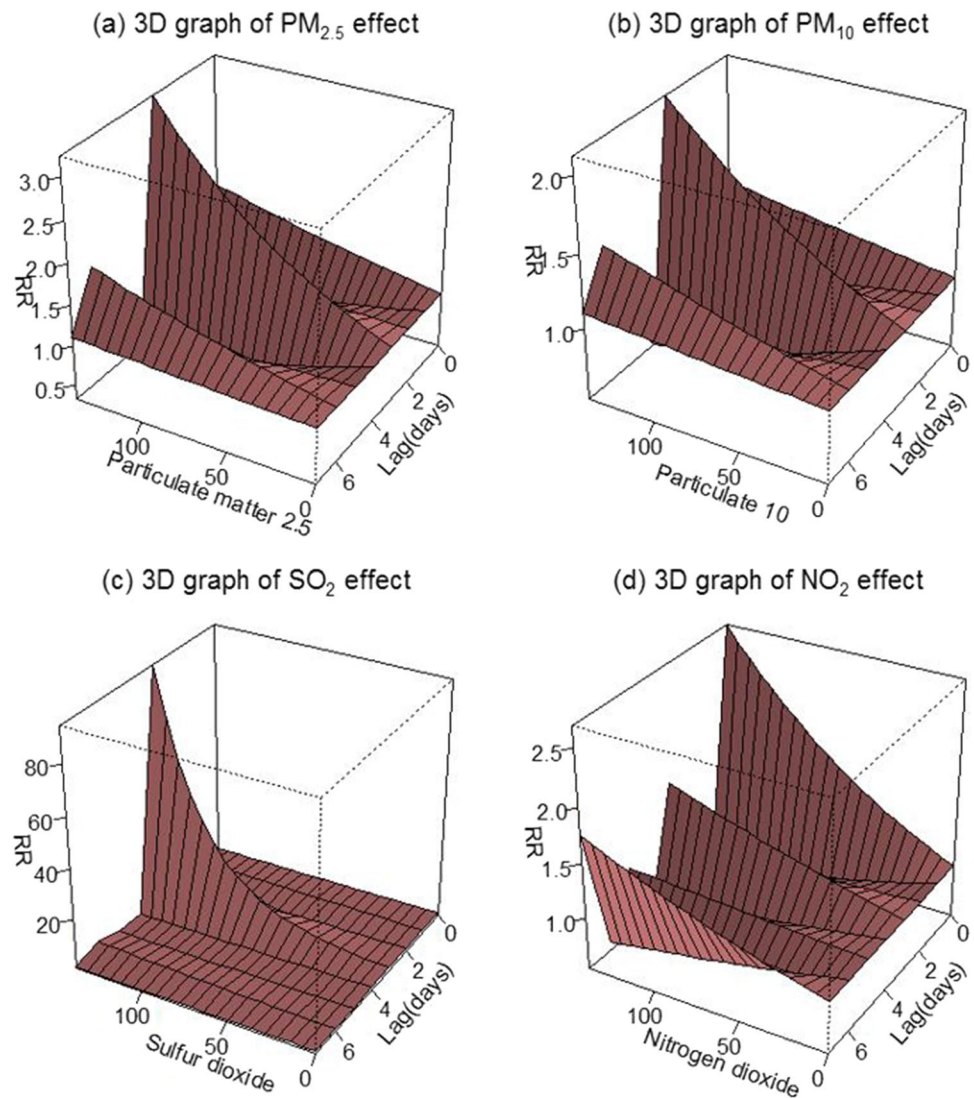 (a) 3D graph of PM2.5 effect
3.0
2.5
2.0
1.5
1.0
0.5
RR
100
50
0
Particulate matter 2.5
0
2
4
6
Lag(days)
(b) 3D graph of PM10 effect
2.0
1.5
1.0
RR
100
50
0
Particulate 10
0
2
4
6
Lag(days)
(c) 3D graph of SO2 effect
80
60
40
20
RR
100
50
0
Sulfur dioxide
0
2
4
6
Lag(days)
(d) 3D graph of NO2 effect
2.5
2.0
1.5
1.0
RR
100
50
0
Nitrogen dioxide
0
2
4
6
Lag(days)